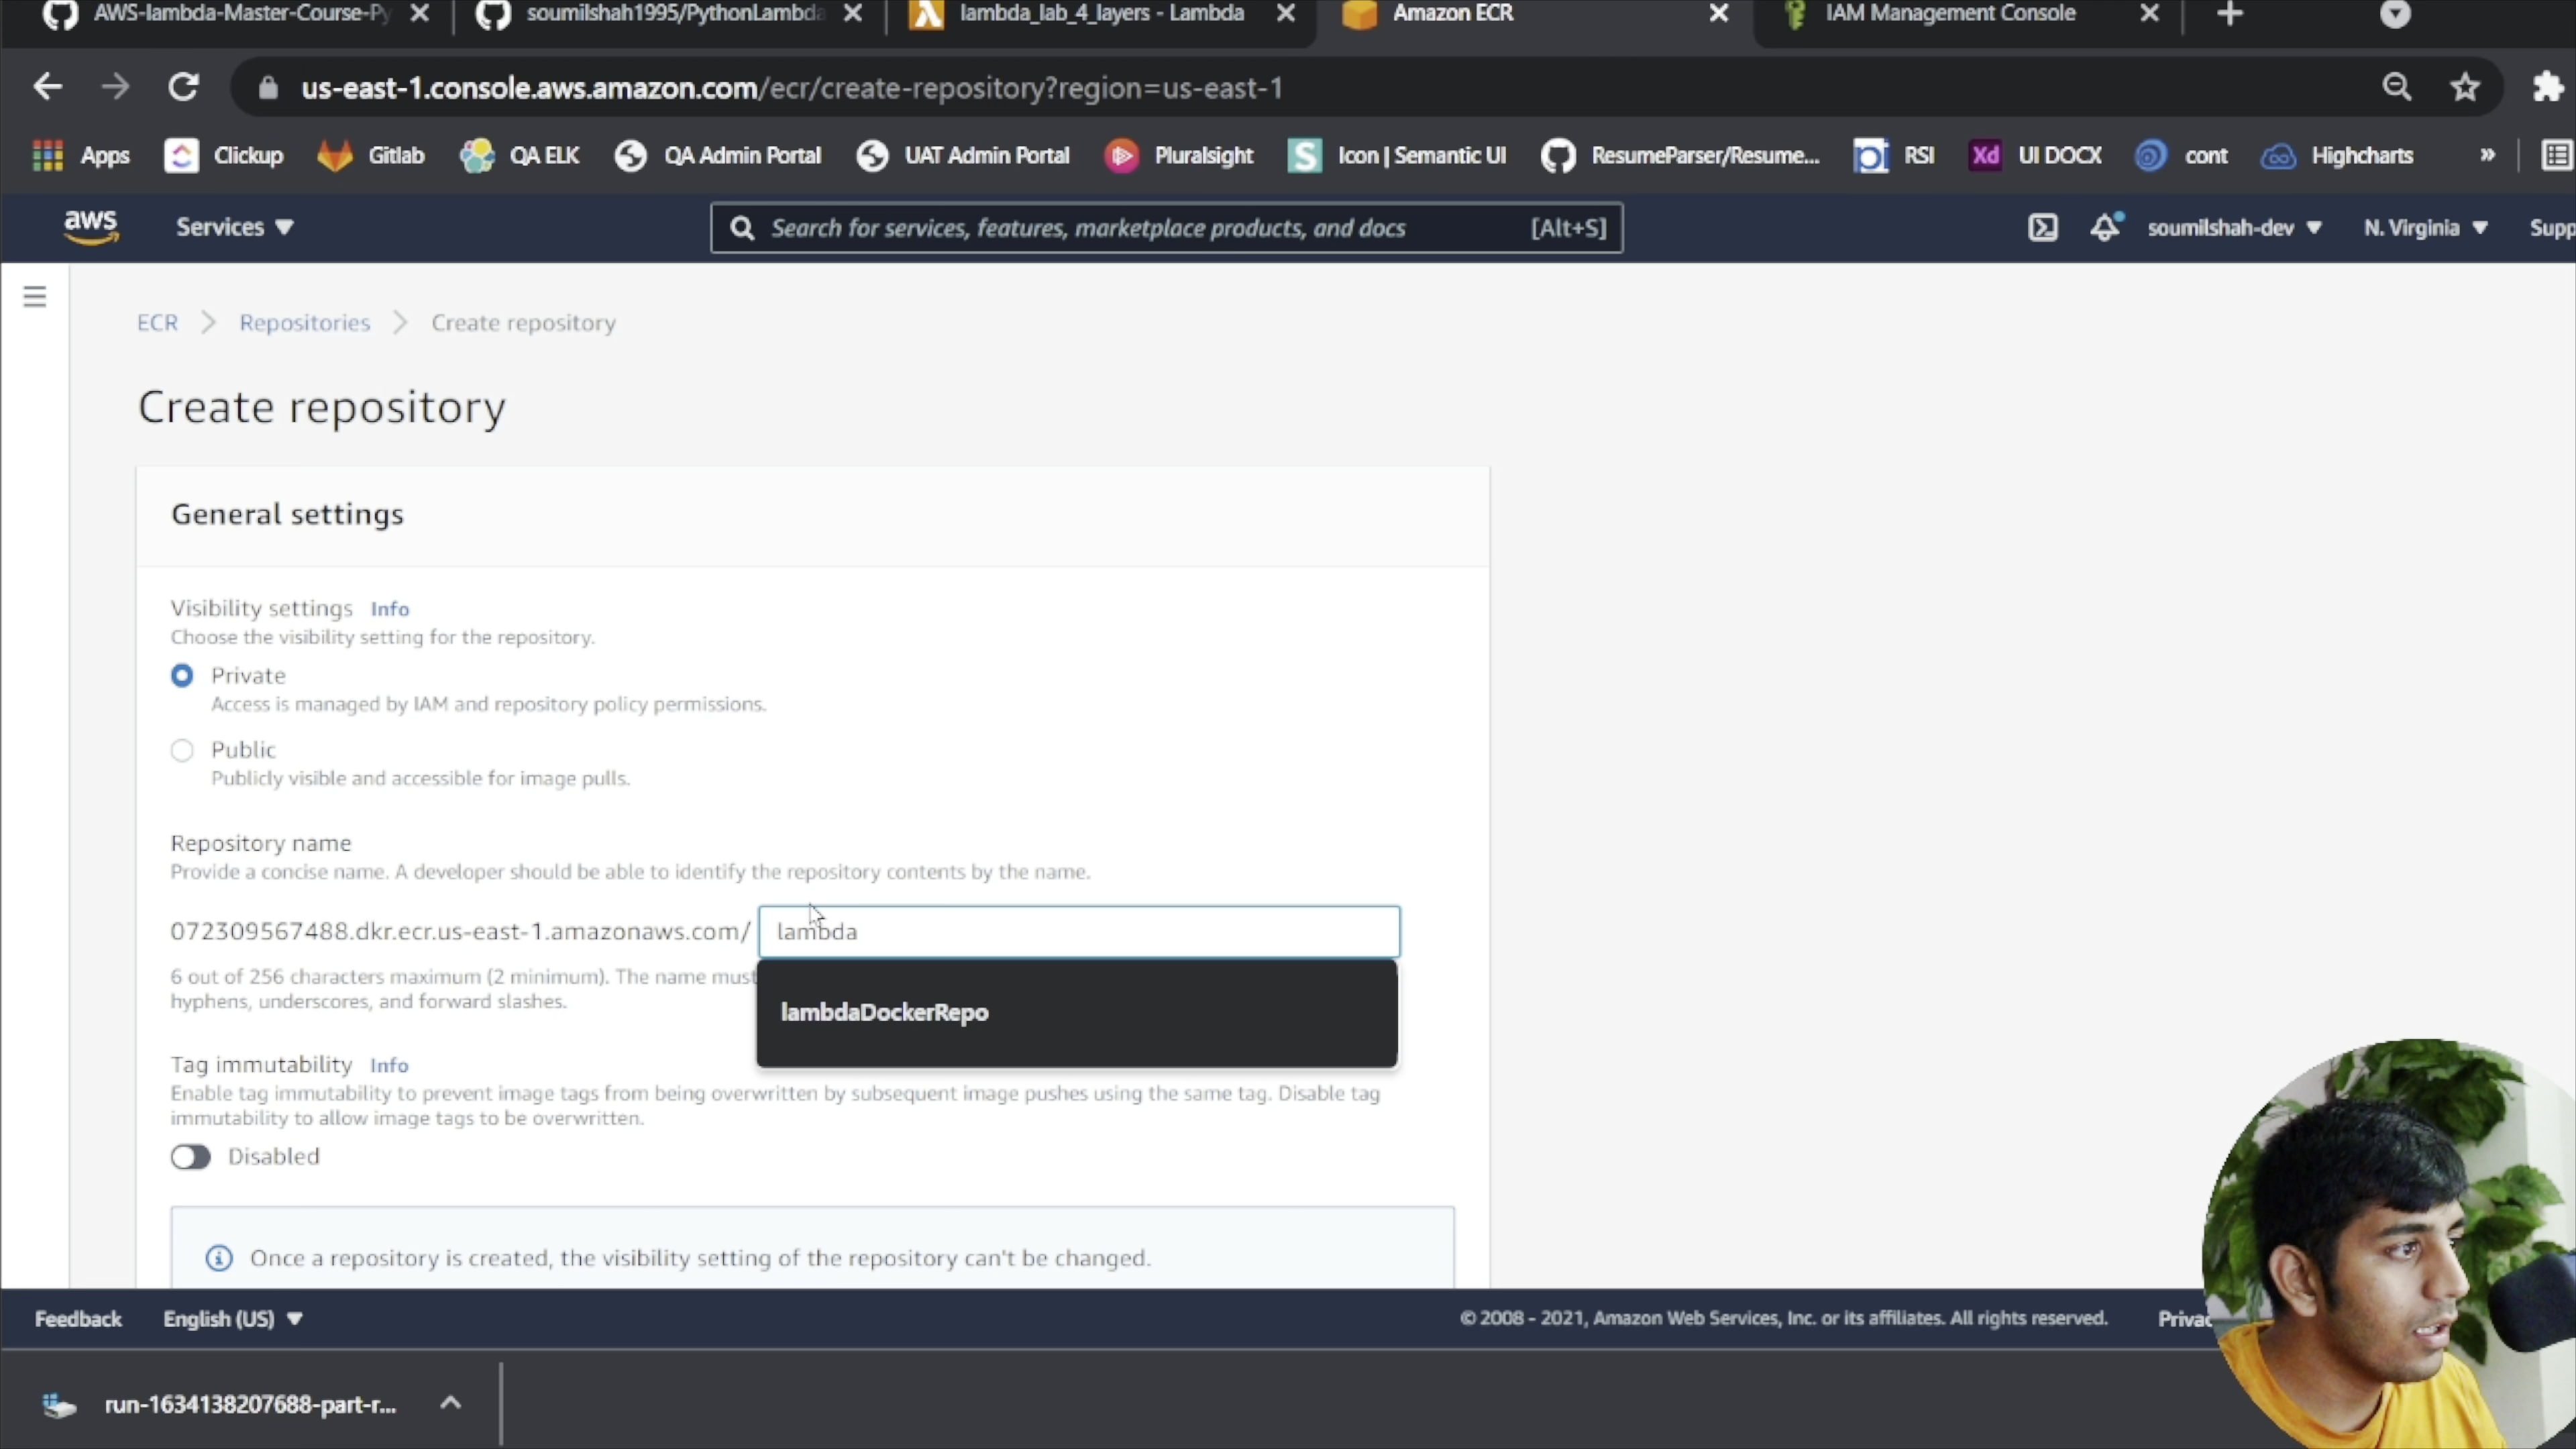 AWS-lambda-Master-Course-Py
soumilshah1995/PythonLambda
lambda_lab_4_layers - Lambda
Amazon ECR
IAM Management Console
us-east-1.console.aws.amazon.com/ecr/create-repository?region=us-east-1
Apps
Clickup
Gitlab
QA ELK
QA Admin Portal
UAT Admin Portal
Pluralsight
S
Icon | Semantic UI
ResumeParser/Resume...
RSI
Xd
UI DOCX
cont
Highcharts
»
aws
Services
Search for services, features, marketplace products, and docs
[Alt+S]
soumilshah-dev
N. Virginia
Supp
ECR
Repositories
Create repository
Create repository
General settings
Visibility settings Info
Choose the visibility setting for the repository.
Private
Access is managed by IAM and repository policy permissions.
Public
Publicly visible and accessible for image pulls.
Repository name
Provide a concise name. A developer should be able to identify the repository contents by the name.
072309567488.dkr.ecr.us-east-1.amazonaws.com/
lambda
6 out of 256 characters maximum (2 minimum). The name must
hyphens, underscores, and forward slashes.
lambdaDockerRepo
Tag immutability Info
Enable tag immutability to prevent image tags from being overwritten by subsequent image pushes using the same tag. Disable tag
immutability to allow image tags to be overwritten.
Disabled
Once a repository is created, the visibility setting of the repository can't be changed.
Feedback
English (US)
© 2008 - 2021, Amazon Web Services, Inc. or its affiliates. All rights reserved.
Privac
run-1634138207688-part-r...